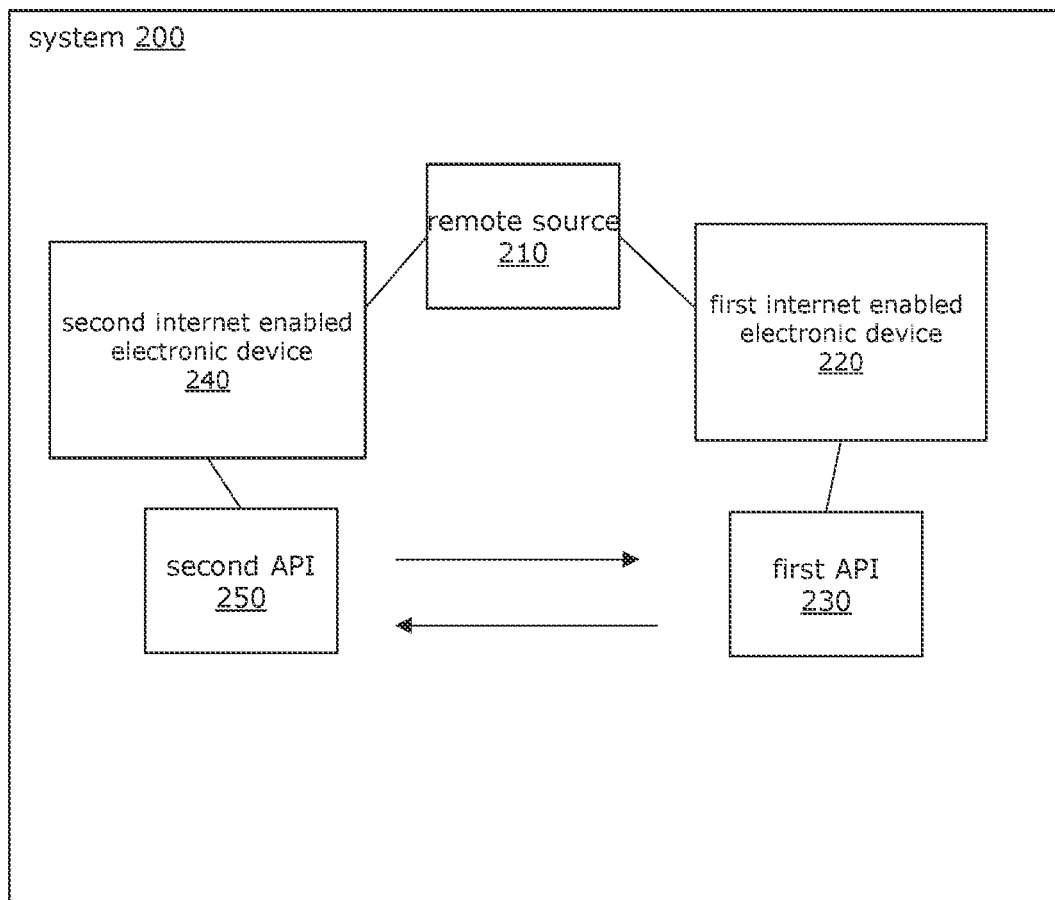 system 200
remote source
210
second internet enabled
electronic device
240
first internet enabled
electronic device
220
second API
250
first API
230